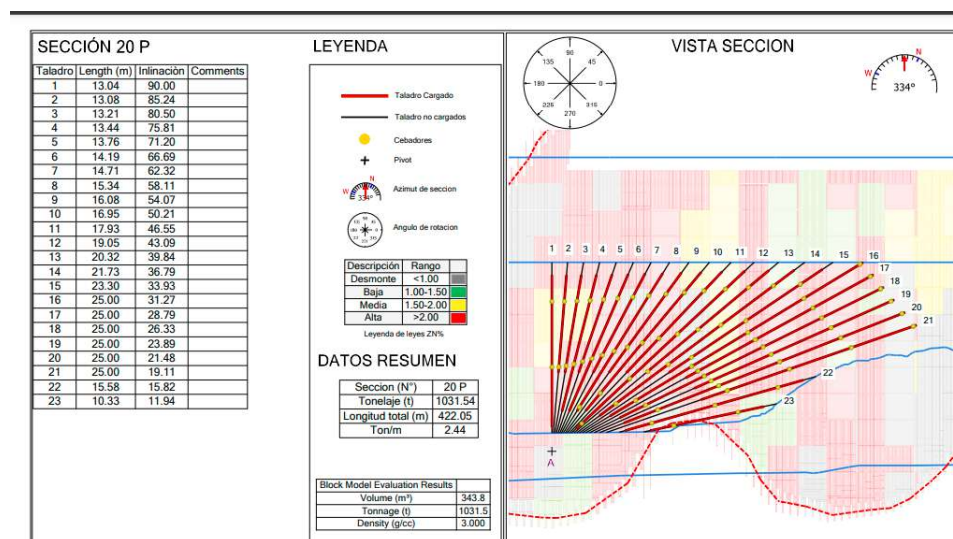 SECCIÓN 20 P
Taladro Length (m) Inlinaciòn Comments
1 13.04 90.00
2 13.08 85.24
3 13.21 80.50
4 13.44 75.81
5 13.76 71.20
6 14.19 66.69
7 14.71 62.32
8 15.34 58.11
9 16.08 54.07
10 16.95 50.21
11 17.93 46.55
12 19.05 43.09
13 20.32 39.84
14 21.73 36.79
15 23.30 33.93
16 25.00 31.27
17 25.00 28.79
18 25.00 26.33
19 25.00 23.89
20 25.00 21.48
21 25.00 19.11
22 15.58 15.82
23 10.33 11.94
LEYENDA
Taladro Cargado
Taladro no cargados
Cebadores
Pivot
W N
334º
Azimut de seccion
Angulo de rotacion
Descripción Rango
Desmonte <1.00
Baja 1.00-1.50
Media 1.50-2.00
Alta >2.00
Leyenda de leyes ZN%
DATOS RESUMEN
Seccion (N°) 20 P
Tonelaje (t) 1031.54
Longitud total (m) 422.05
Ton/m 2.44
Block Model Evaluation Results
Volume (m³) 343.8
Tonnage (t) 1031.5
Density (g/cc) 3.000
VISTA SECCION
90
135 45
180 0
225 315
270
W N
334º
1 2 3 4 5 6 7 8 9 10 11 12 13 14 15 16
17
18
19
20
21
22
23
A